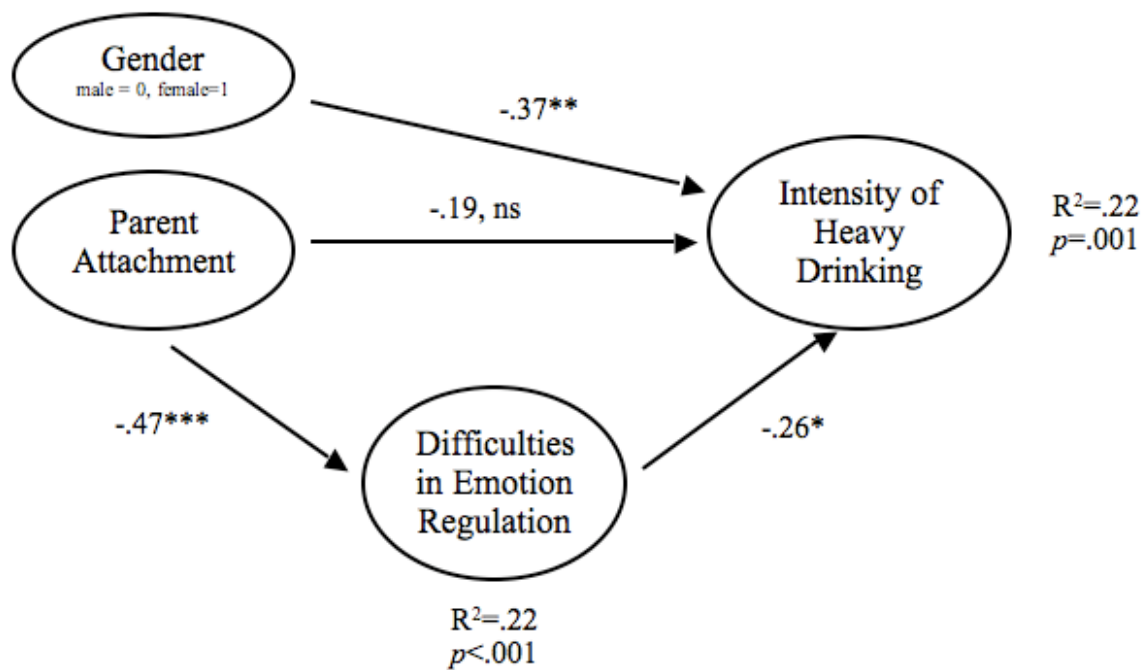 Gender
male = 0, female=1
-.37**
Parent
Attachment
-.19, ns
Intensity of
Heavy
Drinking
R²=.22
p=.001
-.47***
Difficulties
in Emotion
Regulation
-.26*
R²=.22
p<.001